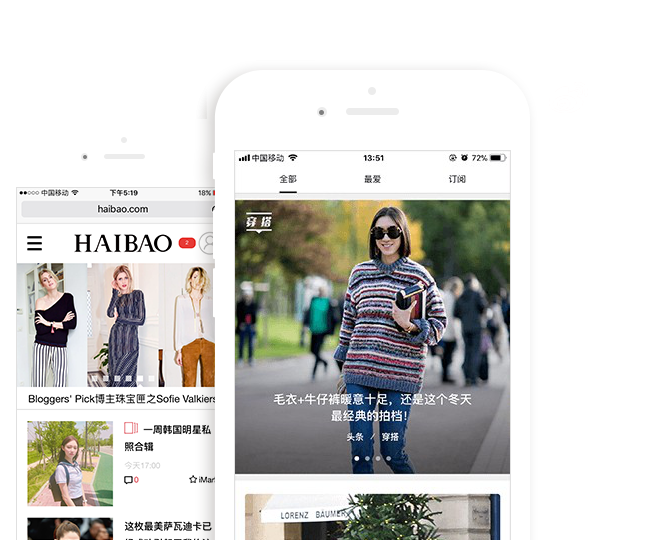 中国移动
下午5:19
18%
haibao.com
HAIBAO
2
Bloggers' Pick博主珠宝匣之Sofie Valkiers
一周韩国明星私
照合辑
今天17:00
0
iMar
这枚最美萨瓦迪卡已
中国移动
13:51
72%
全部
最爱
订阅
穿搭
毛衣+牛仔裤暖意十足，还是这个冬天
最经典的拍档！
头条 / 穿搭
LORENZ BÄUMER